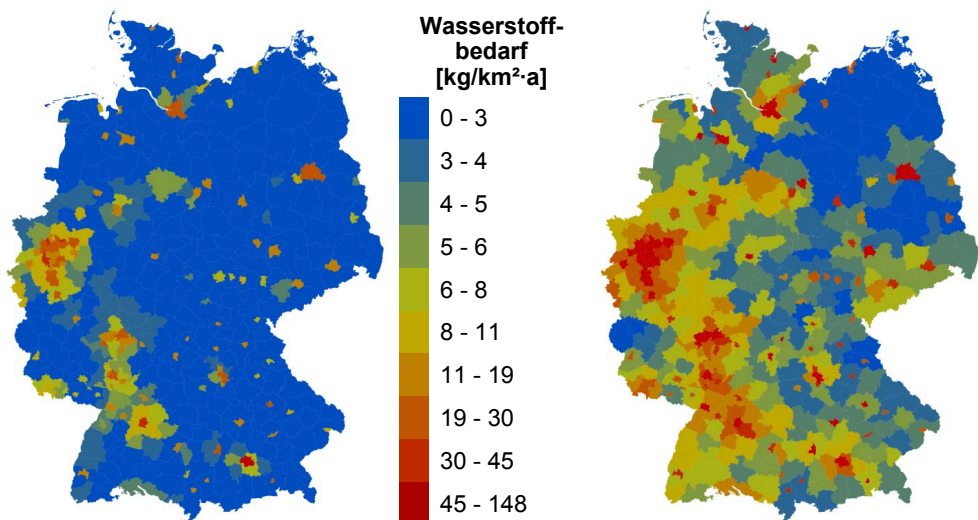 Wasserstoff-
bedarf
[kg/km²·a]
0 - 3
3 - 4
4 - 5
5 - 6
6 - 8
8 - 11
11 - 19
19 - 30
30 - 45
45 - 148